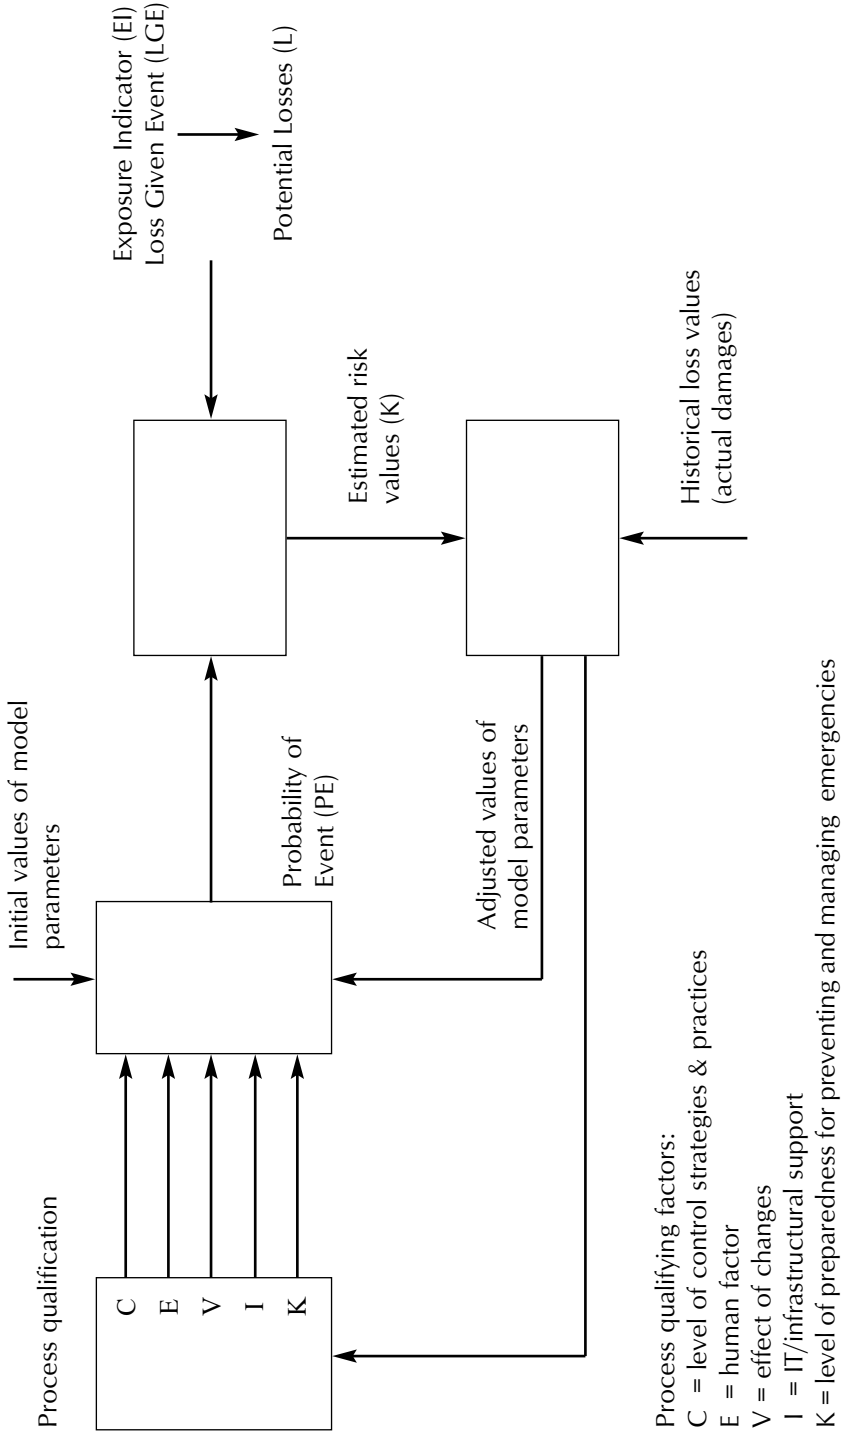 Process qualification
C
E
V
I
K
Initial values of model
parameters
Probability of
Event (PE)
Adjusted values of
model parameters
Estimated risk
values (K)
Exposure Indicator (EI)
Loss Given Event (LGE)
Potential Losses (L)
Historical loss values
(actual damages)
Process qualifying factors:
C = level of control strategies & practices
E = human factor
V = effect of changes
I = IT/infrastructural support
K = level of preparedness for preventing and managing emergencies